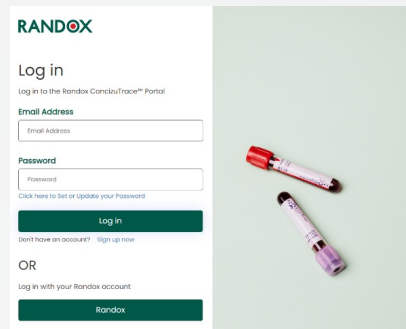 RANDOX
Log in
Log in to the Randox CancizuTrace™ Portal
Email Address
Email Address
Password
Password
Click here to Set or Update your Password
Log in
Don't have an account? Sign up now
OR
Log in with your Randox account
Randox